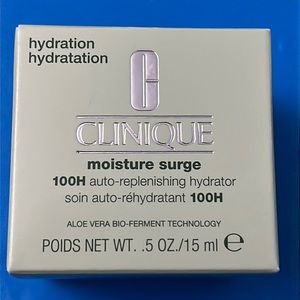 hydration
hydratation
C
CLINIQUE
moisture surge
100H auto-replenishing hydrator
soin auto-réhydratant 100H
ALOE VERA BIO-FERMENT TECHNOLOGY
POIDS NET WT. .5 OZ./15 ml ℮